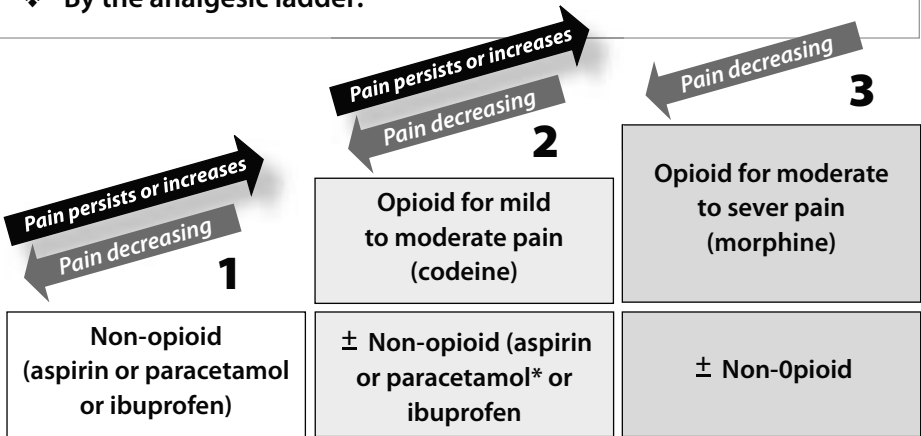 ❖ By the analgesic ladder:
Pain persists or increases
Pain decreasing
1
Non-opioid
(aspirin or paracetamol
or ibuprofen)
Pain persists or increases
Pain decreasing
2
Opioid for mild
to moderate pain
(codeine)
± Non-opioid (aspirin
or paracetamol* or
ibuprofen
Pain decreasing
3
Opioid for moderate
to sever pain
(morphine)
± Non-0pioid